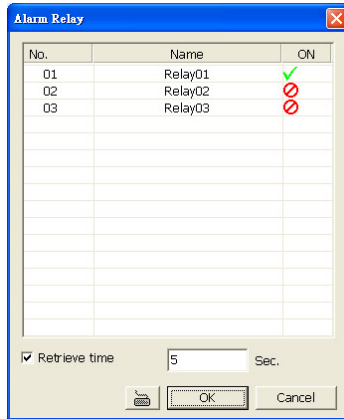 Alarm Relay
No. Name ON
01 Relay01
02 Relay02
03 Relay03
Retrieve time 5 Sec.
OK Cancel